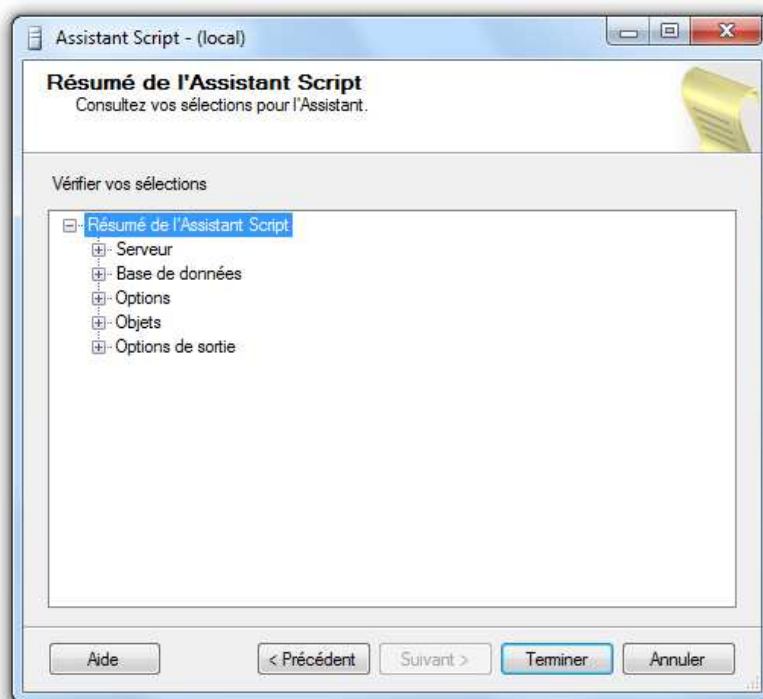 Assistant Script - (local)
Résumé de l'Assistant Script
Consultez vos sélections pour l'Assistant.
Vérifier vos sélections
Résumé de l'Assistant Script
Serveur
Base de données
Options
Objets
Options de sortie
Aide
< Précédent
Suivant >
Terminer
Annuler